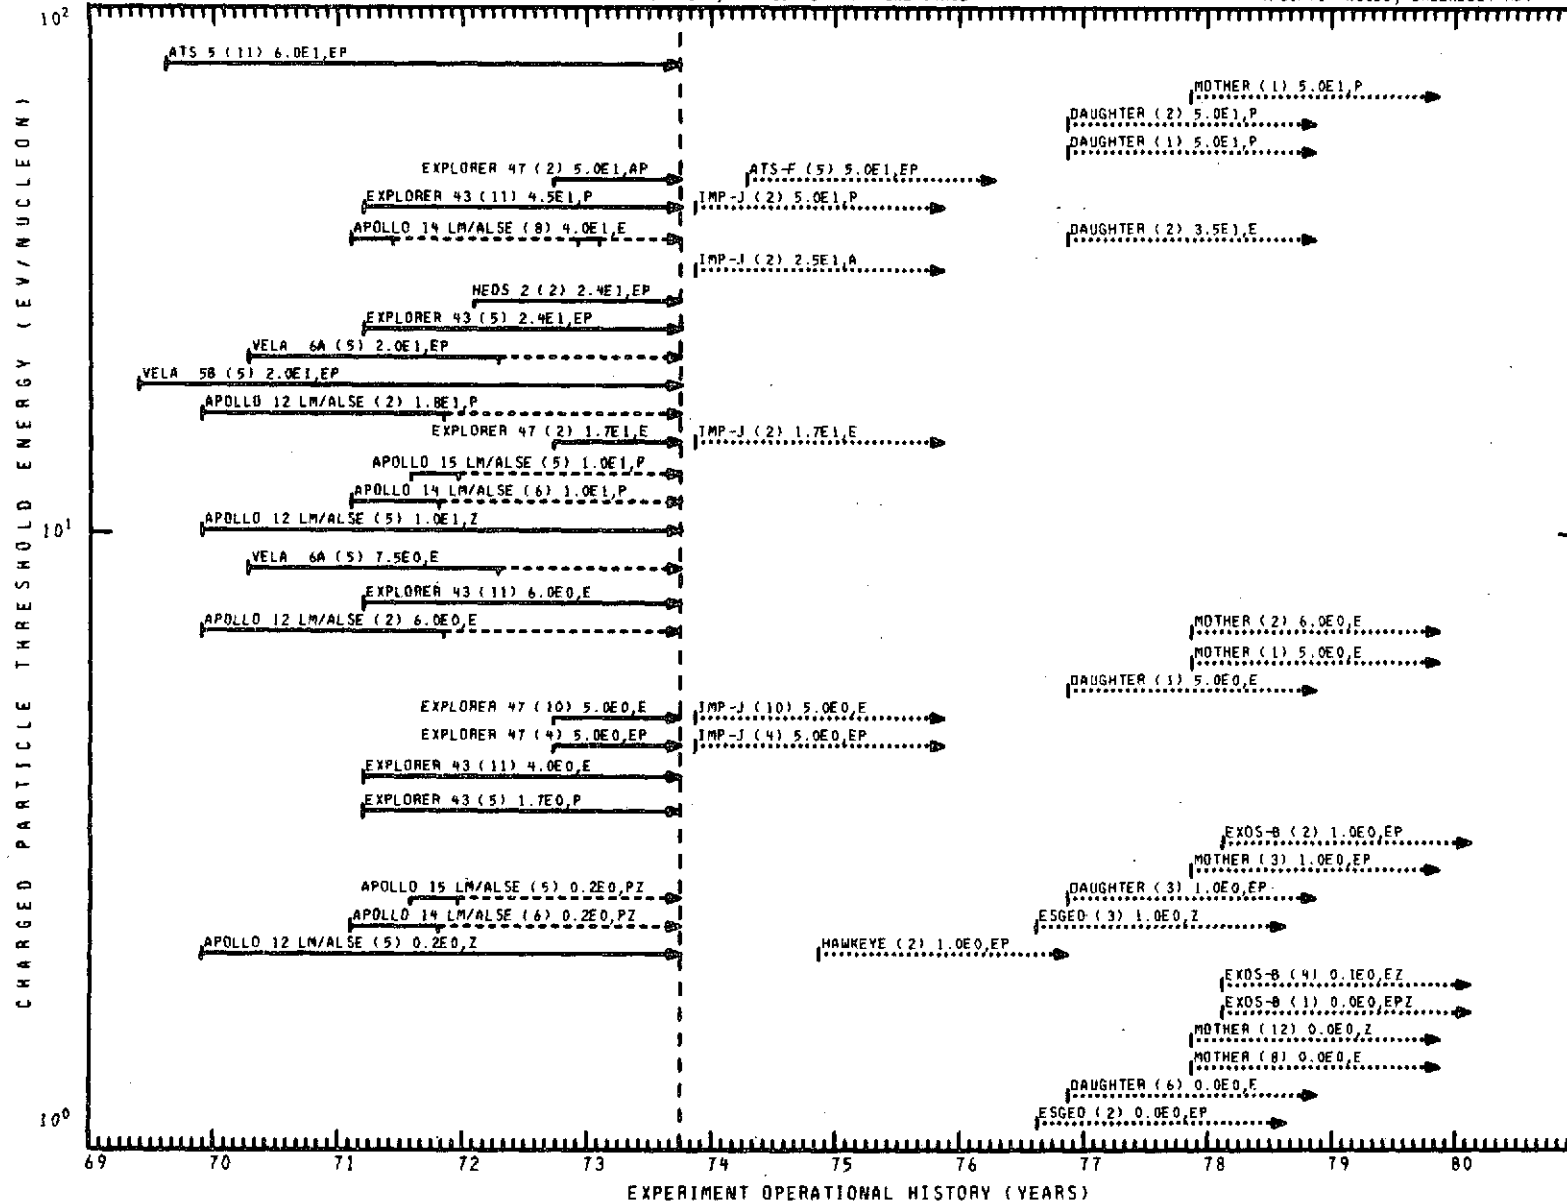 10²
ATS 5 (11) 6.0E1,EP
MOTHER (1) 5.0E1,P
DAUGHTER (2) 5.0E1,P
DAUGHTER (1) 5.0E1,P
EXPLORER 47 (2) 5.0E1,AP
ATS-F (5) 5.0E1,EP
EXPLORER 43 (11) 4.5E1,P
IMP-J (2) 5.0E1,P
APOLLO 14 LM/ALSE (8) 4.0E1,E
DAUGHTER (2) 3.5E1,E
IMP-J (2) 2.5E1,A
HEOS 2 (2) 2.4E1,EP
EXPLORER 43 (5) 2.4E1,EP
VELA 6A (5) 2.0E1,EP
VELA 5B (5) 2.0E1,EP
APOLLO 12 LM/ALSE (2) 1.8E1,P
EXPLORER 47 (2) 1.7E1,E
IMP-J (2) 1.7E1,E
APOLLO 15 LM/ALSE (5) 1.0E1,P
APOLLO 14 LM/ALSE (6) 1.0E1,P
APOLLO 12 LM/ALSE (5) 1.0E1,Z
10¹
VELA 6A (5) 7.5E0,E
EXPLORER 43 (11) 6.0E0,E
APOLLO 12 LM/ALSE (2) 6.0E0,E
MOTHER (2) 6.0E0,E
MOTHER (1) 5.0E0,E
DAUGHTER (1) 5.0E0,E
EXPLORER 47 (10) 5.0E0,E
IMP-J (10) 5.0E0,E
EXPLORER 47 (4) 5.0E0,EP
IMP-J (4) 5.0E0,EP
EXPLORER 43 (11) 4.0E0,E
EXPLORER 43 (5) 1.7E0,P
EXOS-B (2) 1.0E0,EP
MOTHER (3) 1.0E0,EP
APOLLO 15 LM/ALSE (5) 0.2E0,PZ
DAUGHTER (3) 1.0E0,EP
APOLLO 14 LM/ALSE (6) 0.2E0,PZ
ESGEO (3) 1.0E0,Z
APOLLO 12 LM/ALSE (5) 0.2E0,Z
HAWKEYE (2) 1.0E0,EP
EXOS-B (4) 0.1E0,EZ
EXOS-B (1) 0.0E0,EPZ
MOTHER (12) 0.0E0,Z
MOTHER (8) 0.0E0,E
DAUGHTER (6) 0.0E0,E
10⁰
ESGEO (2) 0.0E0,EP
69 70 71 72 73 74 75 76 77 78 79 80
EXPERIMENT OPERATIONAL HISTORY (YEARS)
CHARGED PARTICLE THRESHOLD ENERGY (EV/NUCLEON)